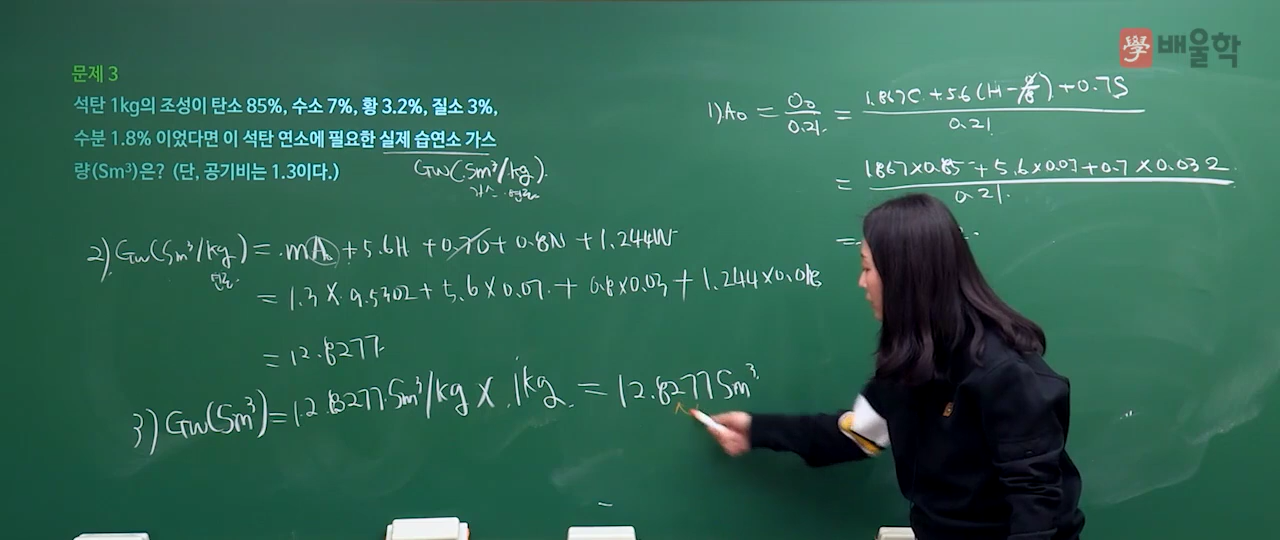 學 배울학
문제 3
석탄 1kg의 조성이 탄소 85%, 수소 7%, 황 3.2%, 질소 3%,
수분 1.8% 이었다면 이 석탄 연소에 필요한 실제 습연소 가스
량(Sm³)은? (단, 공기비는 1.3이다.)
Gw(Sm³/kg).
가스
1) A₀ = O₀/0.21 = (1.867C + 5.6(H - O/8) + 0.7S)/0.21
= (1.867×0.85 + 5.6×0.07 + 0.7×0.032)/0.21
=
2) Gw(Sm³/kg) = mA₀ + 5.6H + 0.7O + 0.8N + 1.244W
= 1.3 × 9.5302 + 5.6×0.07 + 0.8×0.03 + 1.244×0.018
= 12.8277
3) Gw(Sm³) = 12.8277 Sm³/kg × 1kg = 12.8277 Sm³